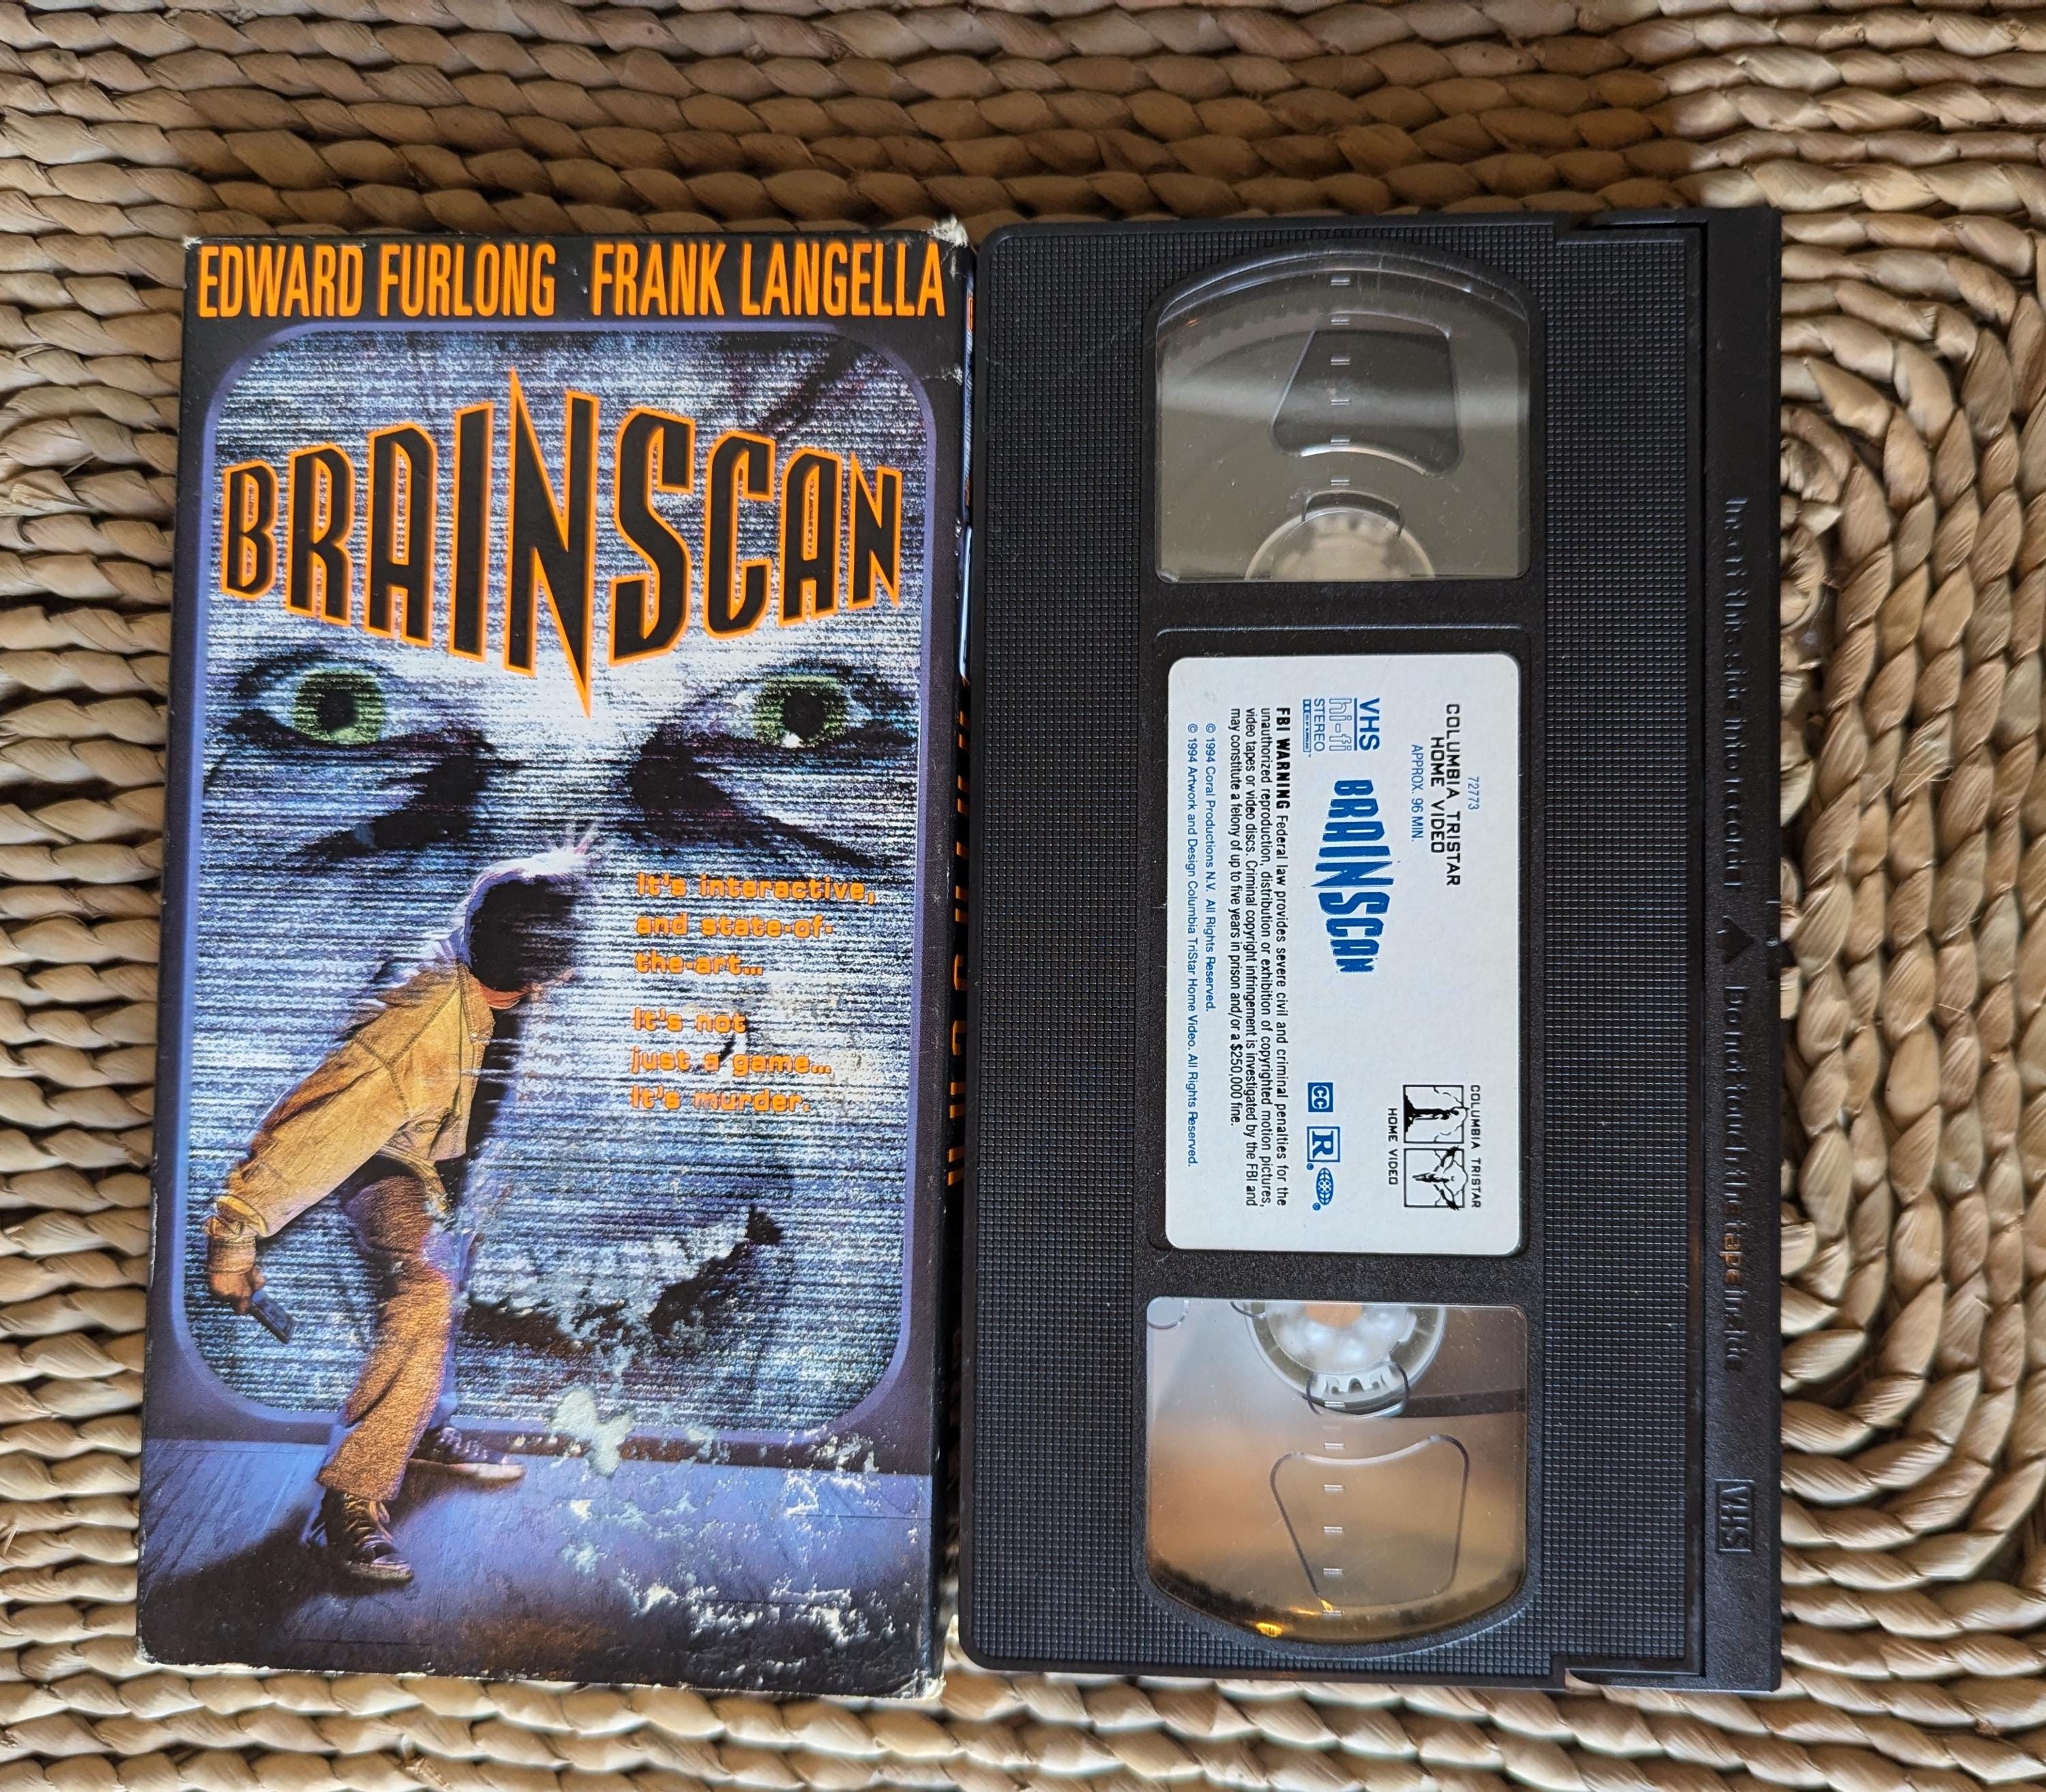 EDWARD FURLONG FRANK LANGELLA
BRAINSCAN
It's interactive,
and state-of-
the-art...
It's not
just a game...
It's murder.
72773
COLUMBIA TRISTAR
HOME VIDEO
APPROX. 96 MIN.
COLUMBIA TRISTAR
HOME VIDEO
VHS
hi-fi
STEREO
BRAINSCAN
CC
R
FBI WARNING Federal law provides severe civil and criminal penalties for the
unauthorized reproduction, distribution or exhibition of copyrighted motion pictures,
video tapes or video discs. Criminal copyright infringement is investigated by the FBI and
may constitute a felony of up to five years in prison and/or a $250,000 fine.
© 1994 Coral Productions N.V. All Rights Reserved.
© 1994 Artwork and Design Columbia TriStar Home Video. All Rights Reserved.
Insert this side into recorder
Do not touch the tape inside
VHS